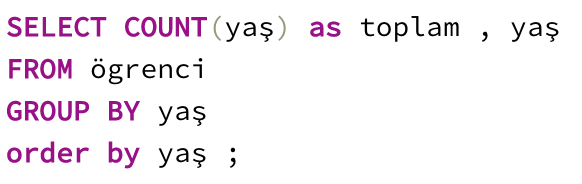 SELECT COUNT(yaş) as toplam , yaş
FROM ögrenci
GROUP BY yaş
order by yaş ;